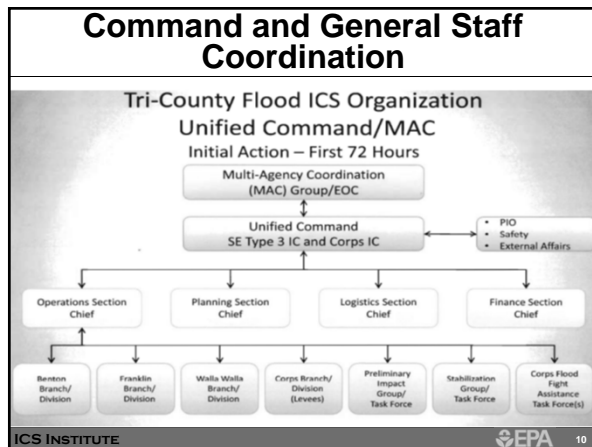 Command and General Staff
Coordination
Tri-County Flood ICS Organization
Unified Command/MAC
Initial Action – First 72 Hours
Multi-Agency Coordination
(MAC) Group/EOC
Unified Command
SE Type 3 IC and Corps IC
• PIO
• Safety
• External Affairs
Operations Section
Chief
Planning Section
Chief
Logistics Section
Chief
Finance Section
Chief
Benton
Branch/
Division
Franklin
Branch/
Division
Walla Walla
Branch/
Division
Corps Branch/
Division
(Levees)
Preliminary
Impact
Group/
Task Force
Stabilization
Group/
Task Force
Corps Flood
Fight
Assistance
Task Force(s)
ICS INSTITUTE
EPA
10